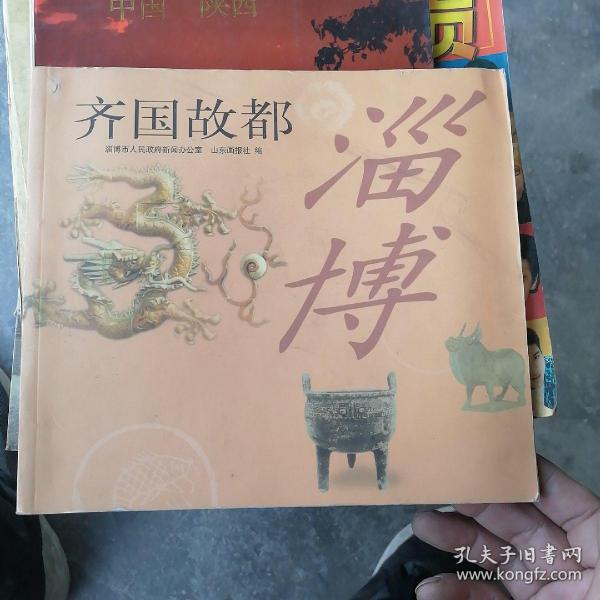 中国 陕西
齐国故都
淄博市人民政府新闻办公室 山东画报社 编
淄博
孔夫子旧书网
www.kongfz.com